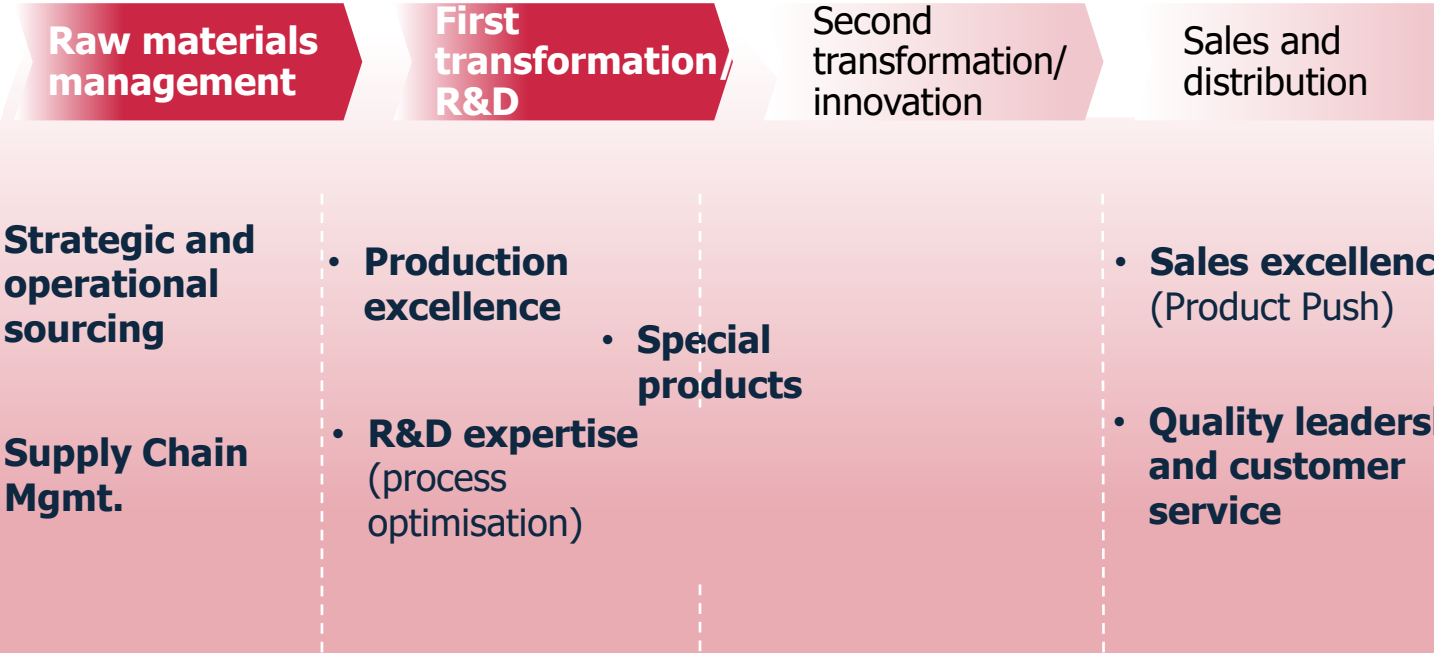 Raw materials
management
First
transformation/
R&D
Second
transformation/
innovation
Sales and
distribution
Strategic and
operational
sourcing
Supply Chain
Mgmt.
• Production
excellence
• R&D expertise
(process
optimisation)
• Special
products
• Sales excellenc
(Product Push)
• Quality leaders
and customer
service